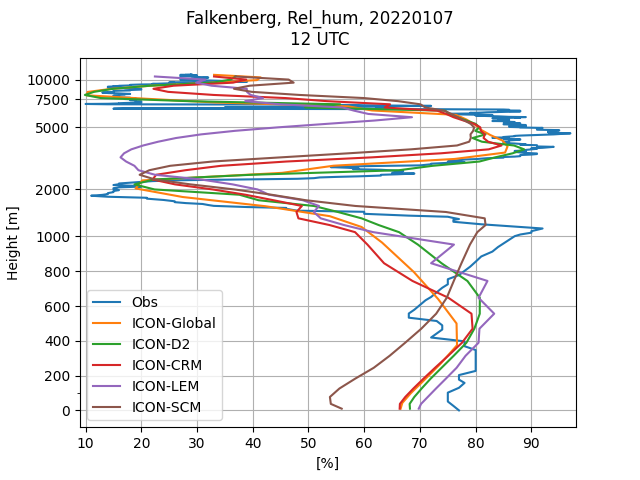 Falkenberg, Rel_hum, 20220107
12 UTC
10000
7500
5000
2000
1000
800
600
400
200
0
Height [m]
Obs
ICON-Global
ICON-D2
ICON-CRM
ICON-LEM
ICON-SCM
10 20 30 40 50 60 70 80 90
[%]